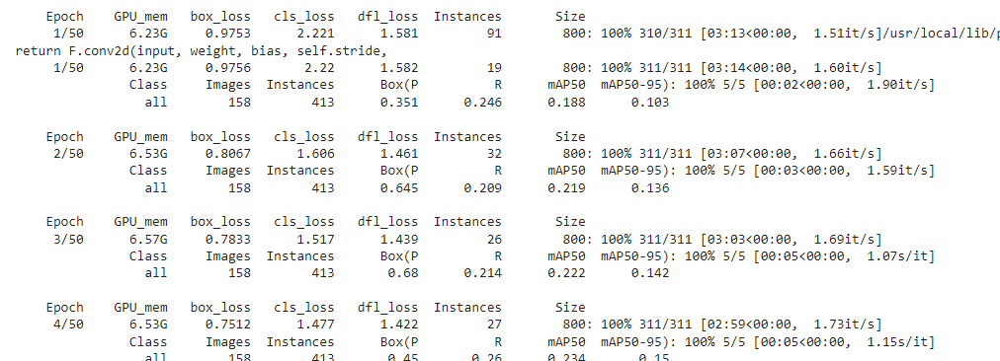 Epoch GPU_mem box_loss cls_loss dfl_loss Instances Size
1/50 6.23G 0.9753 2.221 1.581 91 800: 100% 310/311 [03:13<00:00, 1.51it/s]/usr/local/lib/
return F.conv2d(input, weight, bias, self.stride,
1/50 6.23G 0.9756 2.22 1.582 19 800: 100% 311/311 [03:14<00:00, 1.60it/s]
Class Images Instances Box(P R mAP50 mAP50-95): 100% 5/5 [00:02<00:00, 1.90it/s]
all 158 413 0.351 0.246 0.188 0.103
Epoch GPU_mem box_loss cls_loss dfl_loss Instances Size
2/50 6.53G 0.8067 1.606 1.461 32 800: 100% 311/311 [03:07<00:00, 1.66it/s]
Class Images Instances Box(P R mAP50 mAP50-95): 100% 5/5 [00:03<00:00, 1.59it/s]
all 158 413 0.645 0.209 0.219 0.136
Epoch GPU_mem box_loss cls_loss dfl_loss Instances Size
3/50 6.57G 0.7833 1.517 1.439 26 800: 100% 311/311 [03:03<00:00, 1.69it/s]
Class Images Instances Box(P R mAP50 mAP50-95): 100% 5/5 [00:05<00:00, 1.07s/it]
all 158 413 0.68 0.214 0.222 0.142
Epoch GPU_mem box_loss cls_loss dfl_loss Instances Size
4/50 6.53G 0.7512 1.477 1.422 27 800: 100% 311/311 [02:59<00:00, 1.73it/s]
Class Images Instances Box(P R mAP50 mAP50-95): 100% 5/5 [00:05<00:00, 1.15s/it]
all 158 413 0.45 0.26 0.234 0.15